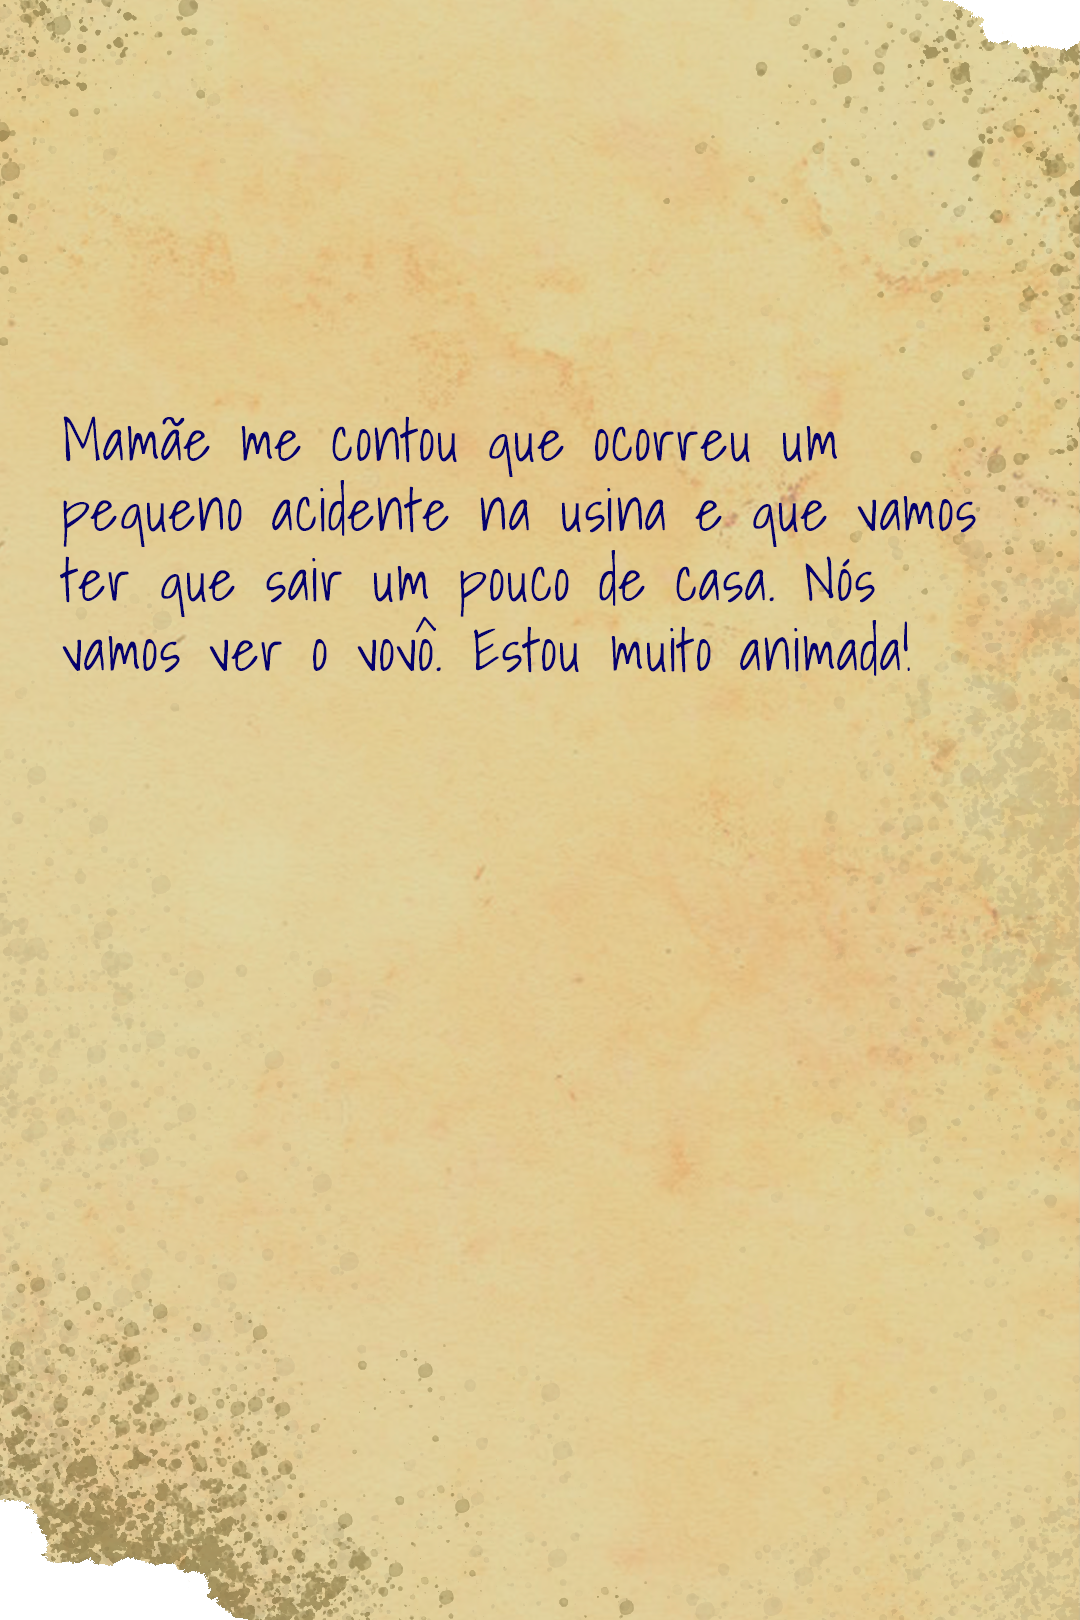 Mamãe me contou que ocorreu um
pequeno acidente na usina e que vamos
ter que sair um pouco de casa. Nós
vamos ver o vovô. Estou muito animada!